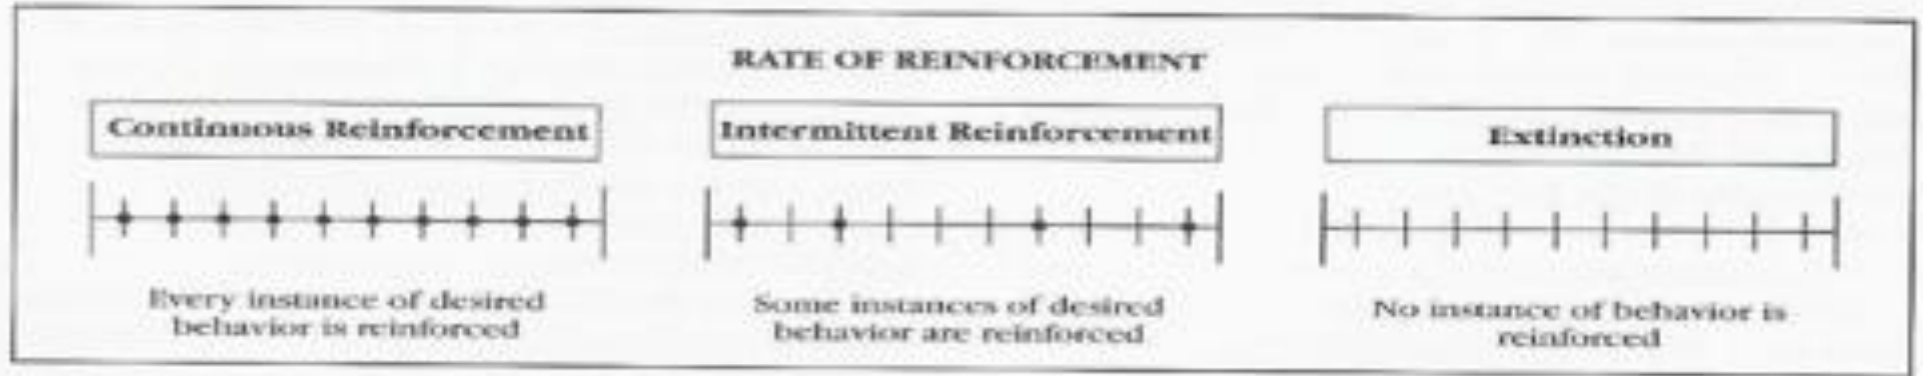 RATE OF REINFORCEMENT
Continuous Reinforcement
Intermittent Reinforcement
Extinction
Every instance of desired
behavior is reinforced
Some instances of desired
behavior are reinforced
No instance of behavior is
reinforced